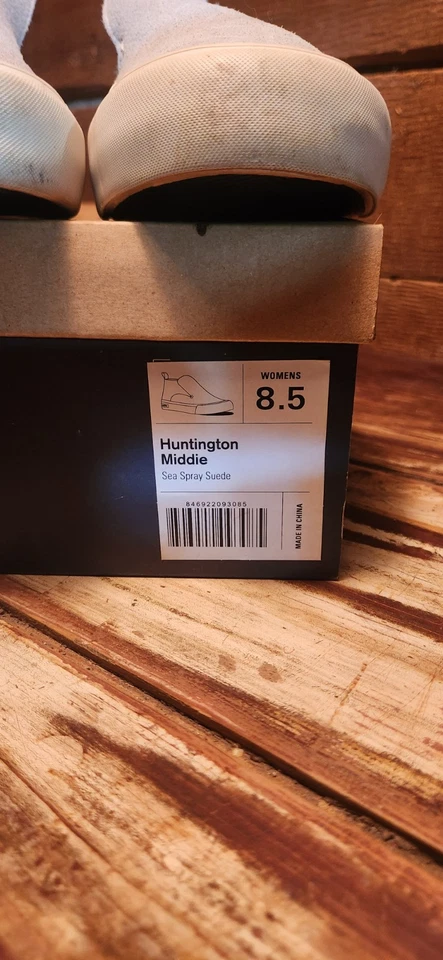 WOMENS
8.5
Huntington
Middie
Sea Spray Suede
846922093085
MADE IN CHINA